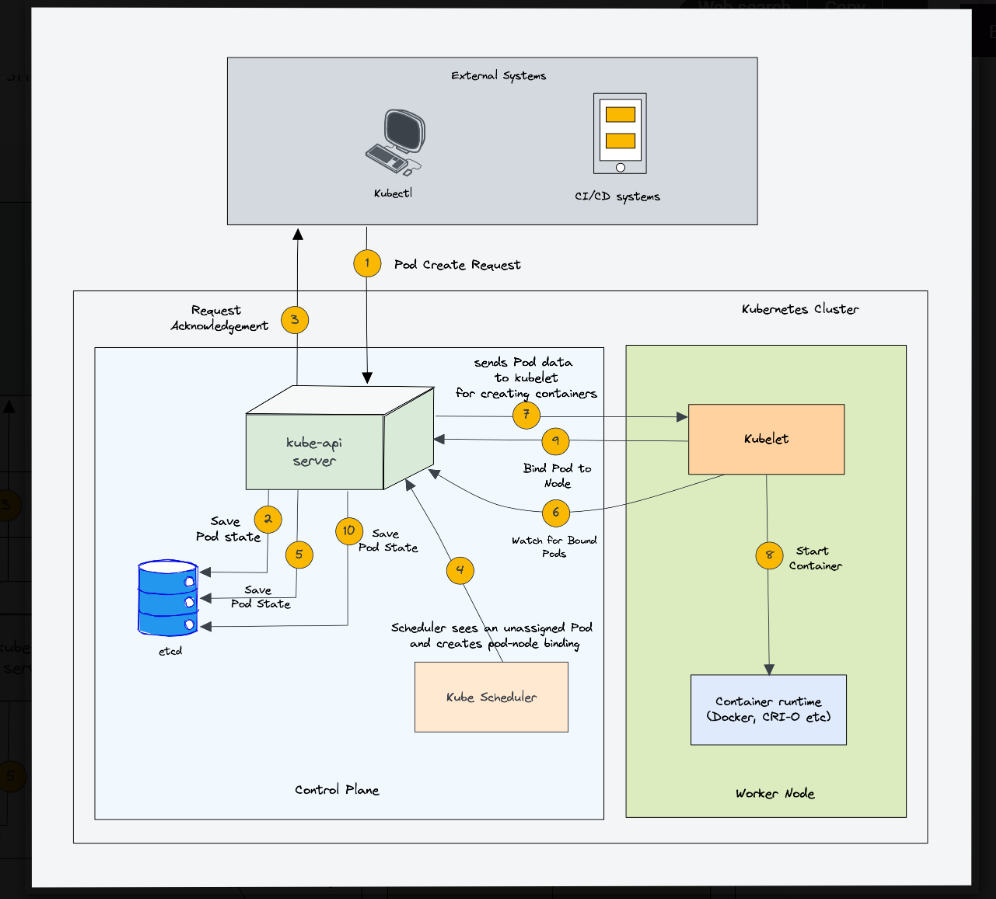 External Systems
Kubectl
CI/CD systems
1
Pod Create Request
Kubernetes Cluster
Request
Acknowledgement
3
sends Pod data
to kubelet
for creating containers
7
kube-api
server
Kubelet
9
Bind Pod to
Node
6
Watch for Bound
Pods
2
Save
Pod state
5
Save
Pod State
10
Save
Pod State
4
8
Start
Container
Scheduler sees an unassigned Pod
and creates pod-node binding
etcd
Kube Scheduler
Container runtime
(Docker, CRI-O etc)
Control Plane
Worker Node